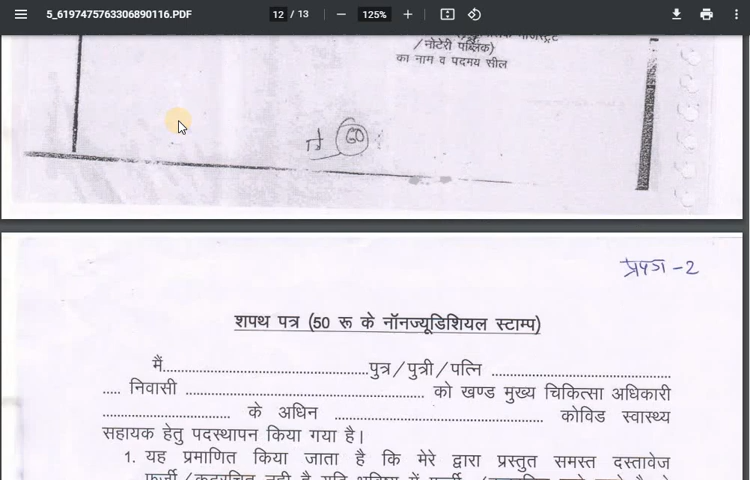 5_6197475763306890116.PDF
12 / 13
125%
/नोटेरी पब्लिक)
का नाम व पदमय सील
60
प्रपत्र -2
शपथ पत्र (50 रू के नॉनज्यूडिशियल स्टाम्प)
मैं..........................................................पुत्र/पुत्री/पत्नि ..........................................................
..... निवासी .................................................................... को खण्ड मुख्य चिकित्सा अधिकारी
.................................... के अधिन .......................................................... कोविड स्वास्थ्य
सहायक हेतु पदस्थापन किया गया है।
1. यह प्रमाणित किया जाता है कि मेरे द्वारा प्रस्तुत समस्त दस्तावेज